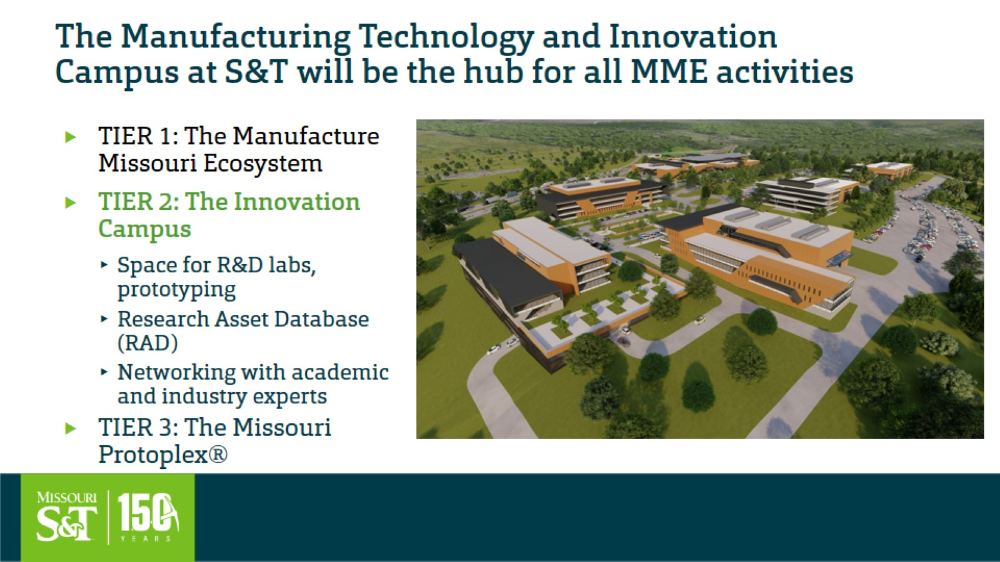 The Manufacturing Technology and Innovation
Campus at S&T will be the hub for all MME activities
TIER 1: The Manufacture
Missouri Ecosystem
TIER 2: The Innovation
Campus
Space for R&D labs,
prototyping
Research Asset Database
(RAD)
Networking with academic
and industry experts
TIER 3: The Missouri
Protoplex®
MISSOURI
S&T
150
YEARS